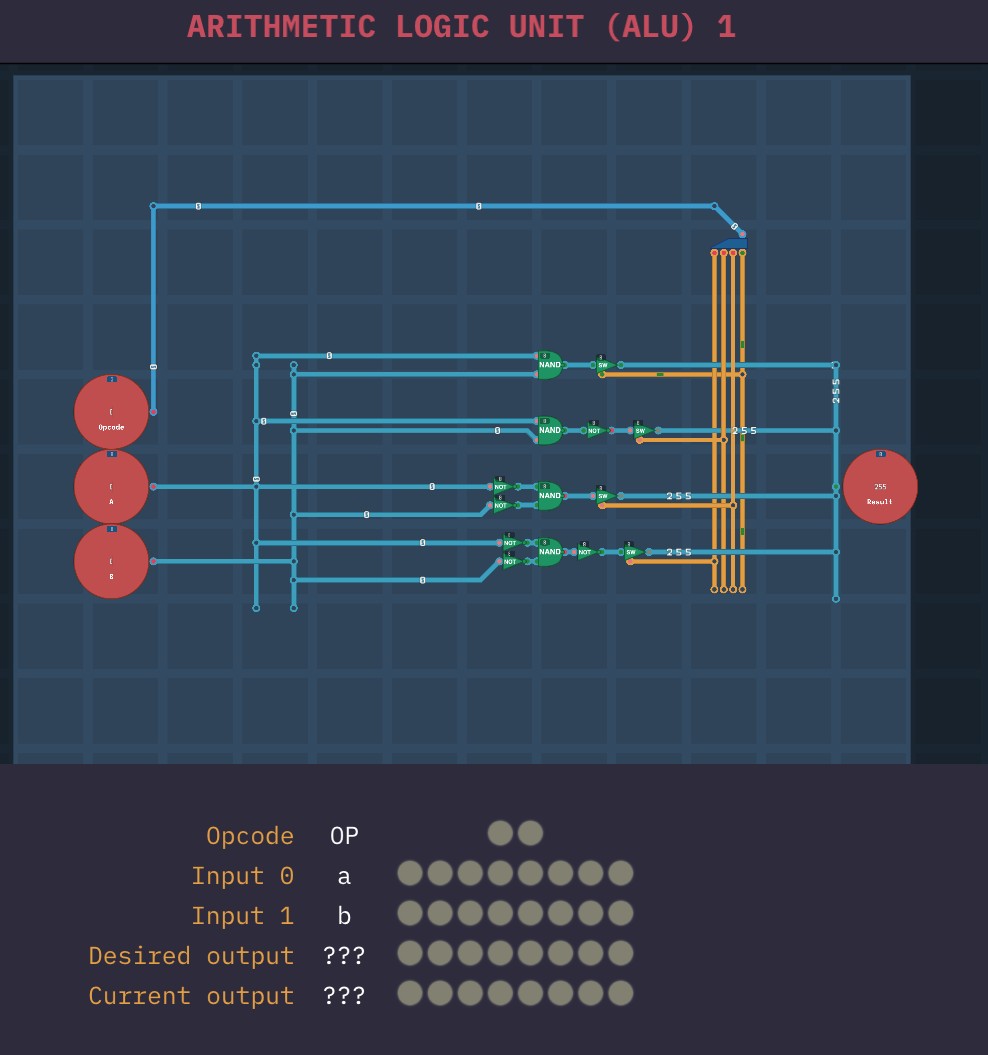 ARITHMETIC LOGIC UNIT (ALU) 1
0 0
0
0
0 NAND SW
255
Opcode
0
0 0 NAND NOT SW 255
0
0 NOT NAND SW 255
NOT
A
0
255
Result
0 NOT NAND NOT SW 255
NOT
0
Opcode OP
Input 0 a
Input 1 b
Desired output ???
Current output ???